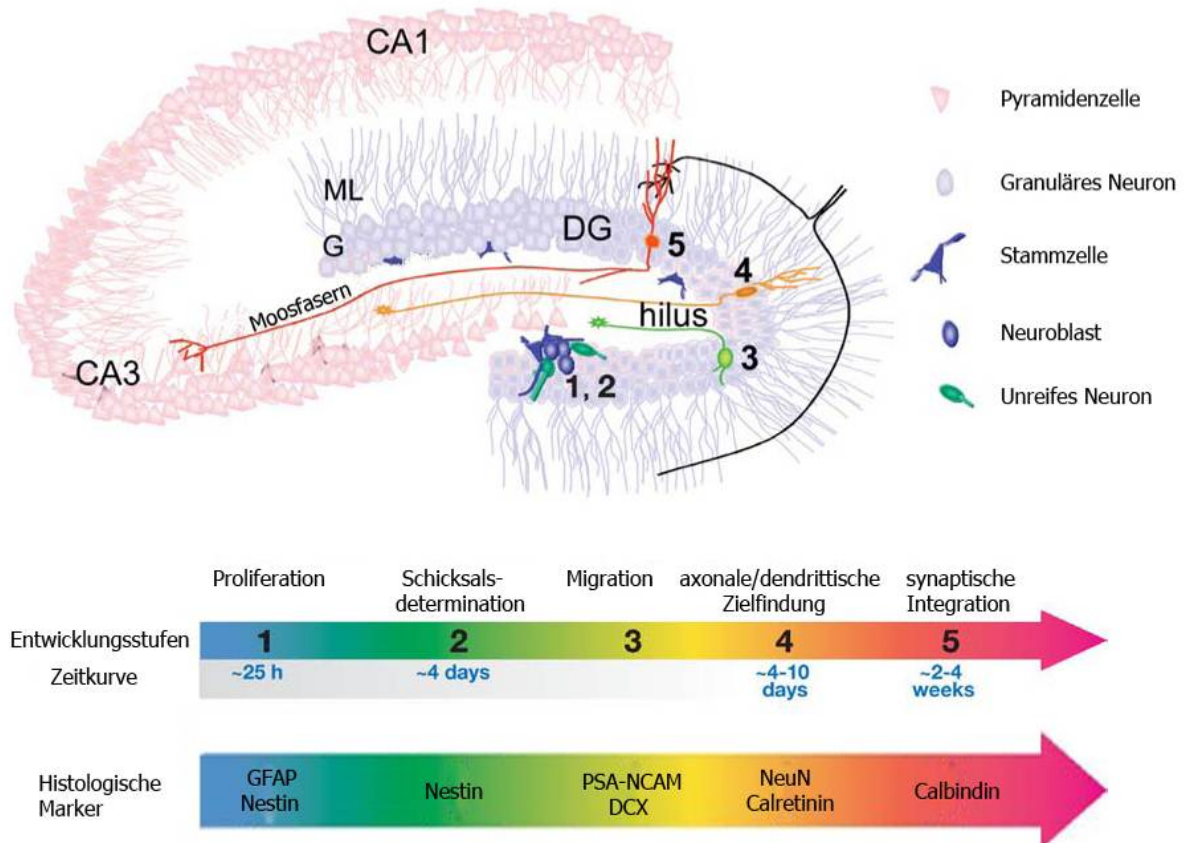 CA1
ML
G
DG
5
4
Moosfasern
hilus
3
CA3
1, 2
Pyramidenzelle
Granuläres Neuron
Stammzelle
Neuroblast
Unreifes Neuron
Proliferation
Schicksals-
determination
Migration
axonale/dendrittische
Zielfindung
synaptische
Integration
Entwicklungsstufen
1
2
3
4
5
Zeitkurve
~25 h
~4 days
~4-10
days
~2-4
weeks
Histologische
Marker
GFAP
Nestin
Nestin
PSA-NCAM
DCX
NeuN
Calretinin
Calbindin